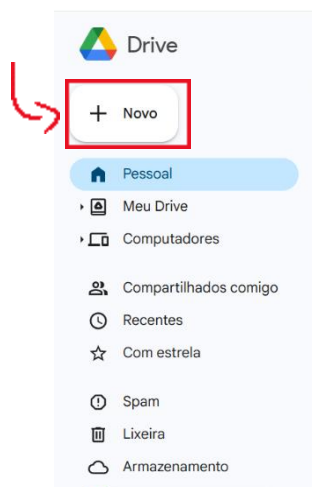 Drive
Novo
Pessoal
Meu Drive
Computadores
Compartilhados comigo
Recentes
Com estrela
Spam
Lixeira
Armazenamento